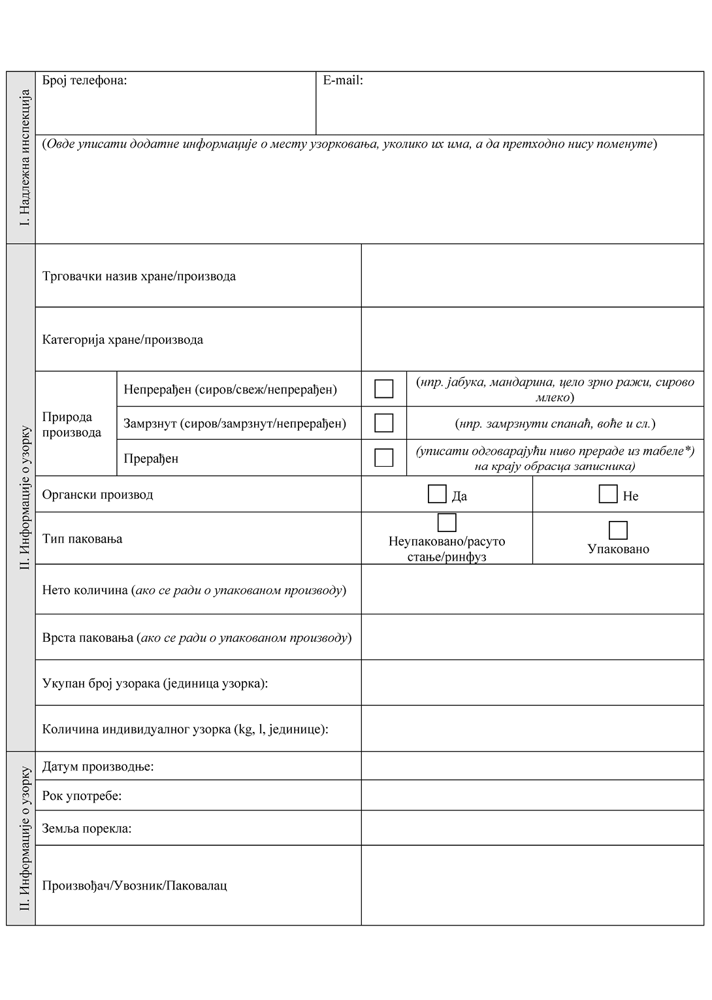 I. Надлежна инспекција
Број телефона:
E-mail:
(Овде уписати додатне информације о месту узорковања, уколико их има, а да претходно нису поменуте)
II. Информације о узорку
Трговачки назив хране/производа
Категорија хране/производа
Природа
производа
Непрерађен (сиров/свеж/непрерађен)
(нпр. јабука, мандарина, цело зрно ражи, сирово
млеко)
Замрзнут (сиров/замрзнут/непрерађен)
(нпр. замрзнути спанаћ, воће и сл.)
Прерађен
(уписати одговарајући ниво прераде из табеле*)
на крају обрасца записника)
Органски производ
Да
Не
Тип паковања
Неупаковано/расуто
стање/ринфуз
Упаковано
Нето количина (ако се ради о упакованом производу)
Врста паковања (ако се ради о упакованом производу)
Укупан број узорака (јединица узорка):
Количина индивидуалног узорка (kg, l, јединице):
II. Информације о узорку
Датум производње:
Рок употребе:
Земља порекла:
Произвођач/Увозник/Паковалац